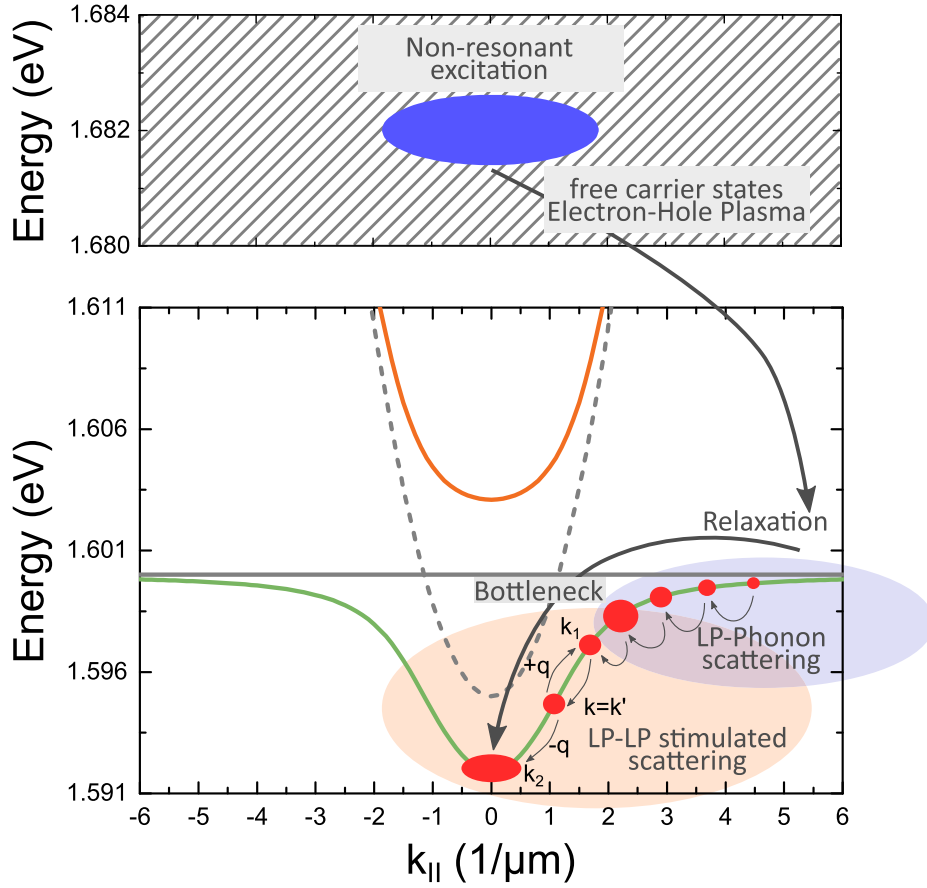 1.684
Energy (eV)
1.682
1.680
Non-resonant
excitation
free carrier states
Electron-Hole Plasma
1.611
1.606
Energy (eV)
1.601
1.596
1.591
Relaxation
Bottleneck
k1
+q
LP-Phonon
scattering
k=k'
-q
LP-LP stimulated
scattering
k2
-6 -5 -4 -3 -2 -1 0 1 2 3 4 5 6
k|| (1/μm)